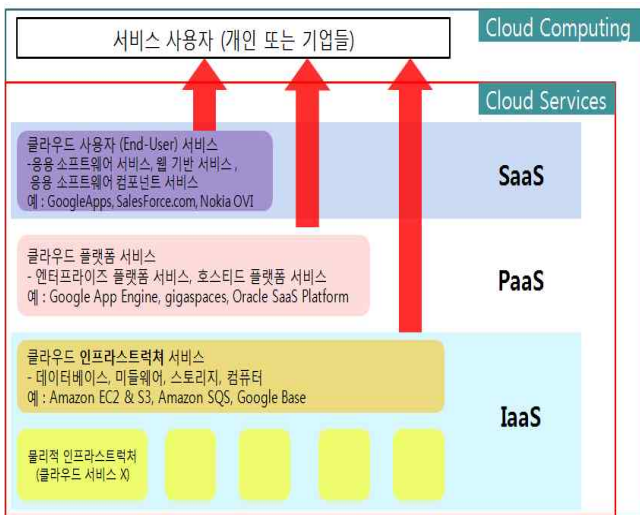 Cloud Computing
서비스 사용자 (개인 또는 기업들)
Cloud Services
클라우드 사용자 (End-User) 서비스
-응용 소프트웨어 서비스, 웹 기반 서비스 ,
응용 소프트웨어 컴포넌트 서비스
예 : GoogleApps, SalesForce.com, Nokia OVI
SaaS
클라우드 플랫폼 서비스
- 엔터프라이즈 플랫폼 서비스, 호스티드 플랫폼 서비스
예 : Google App Engine, gigaspaces, Oracle SaaS Platform
PaaS
클라우드 인프라스트럭쳐 서비스
- 데이터베이스, 미들웨어, 스토리지, 컴퓨터
예 : Amazon EC2 & S3, Amazon SQS, Google Base
IaaS
물리적 인프라스트럭처
(클라우드 서비스 X)